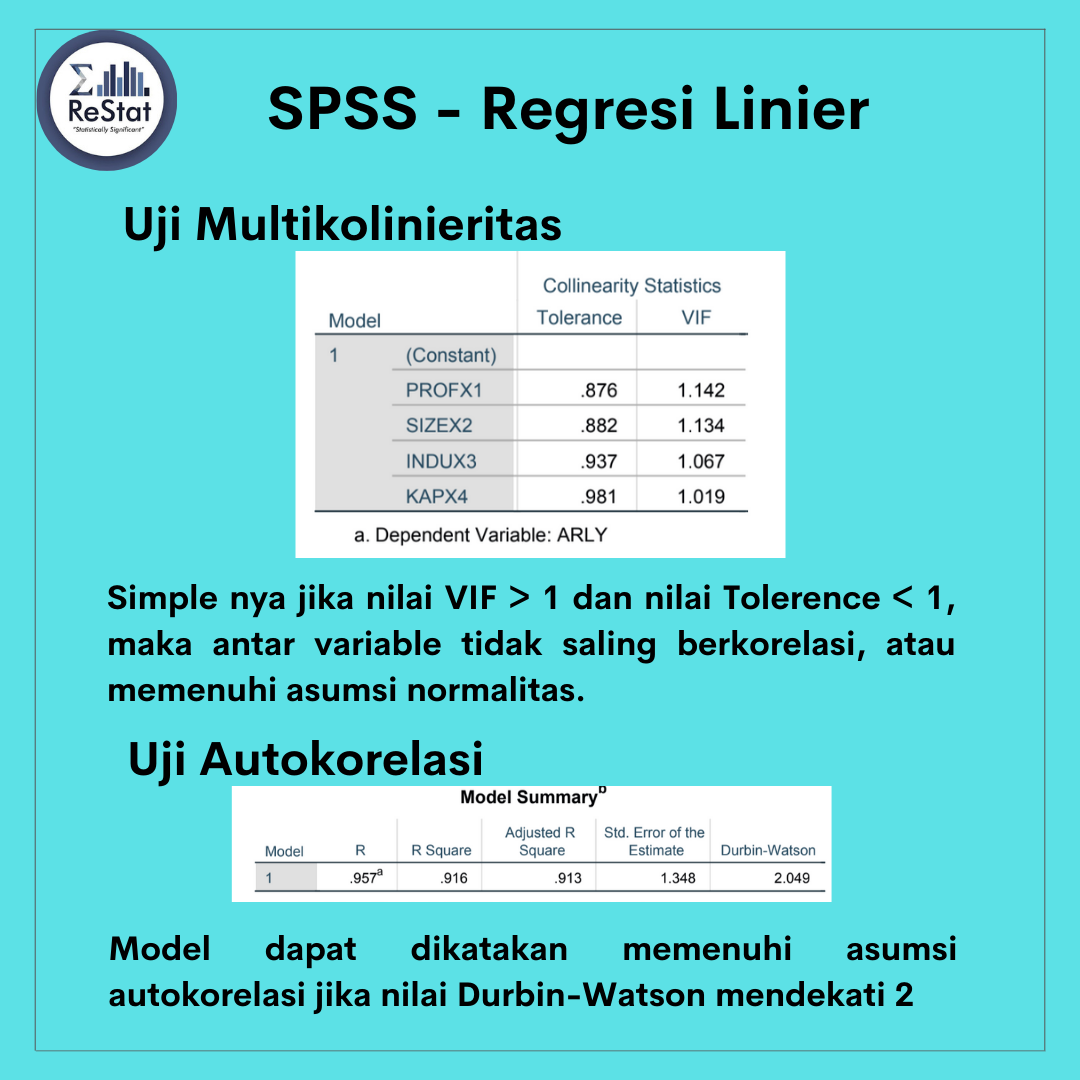 Σ
ReStat
"Statistically Significant"
SPSS - Regresi Linier
Uji Multikolinieritas
Collinearity Statistics
Model Tolerance VIF
1 (Constant)
PROFX1 .876 1.142
SIZEX2 .882 1.134
INDUX3 .937 1.067
KAPX4 .981 1.019
a. Dependent Variable: ARLY
Simple nya jika nilai VIF > 1 dan nilai Tolerence < 1,
maka antar variable tidak saling berkorelasi, atau
memenuhi asumsi normalitas.
Uji Autokorelasi
Model Summaryᵇ
Model R R Square Adjusted R Square Std. Error of the Estimate Durbin-Watson
1 .957ᵃ .916 .913 1.348 2.049
Model dapat dikatakan memenuhi asumsi
autokorelasi jika nilai Durbin-Watson mendekati 2